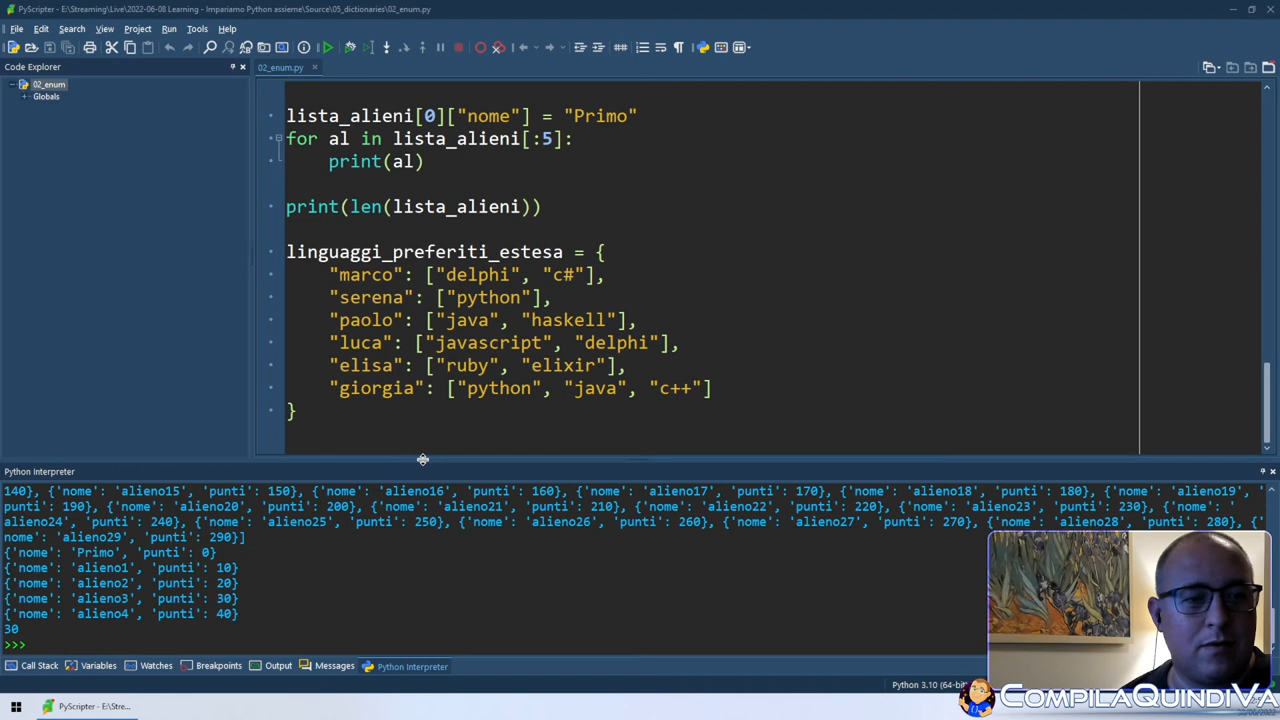 PyScripter - E:\Streaming\Live\2022-06-08 Learning - Impariamo Python assieme\Source\05_dictionaries\02_enum.py
File Edit Search View Project Run Tools Help
Code Explorer
02_enum.py
02_enum
Globals
lista_alieni[0]["nome"] = "Primo"
for al in lista_alieni[:5]:
print(al)
print(len(lista_alieni))
linguaggi_preferiti_estesa = {
"marco": ["delphi", "c#"],
"serena": ["python"],
"paolo": ["java", "haskell"],
"luca": ["javascript", "delphi"],
"elisa": ["ruby", "elixir"],
"giorgia": ["python", "java", "c++"]
}
Python Interpreter
140}, {'nome': 'alieno15', 'punti': 150}, {'nome': 'alieno16', 'punti': 160}, {'nome': 'alieno17', 'punti': 170}, {'nome': 'alieno18', 'punti': 180}, {'nome': 'alieno19', '
punti': 190}, {'nome': 'alieno20', 'punti': 200}, {'nome': 'alieno21', 'punti': 210}, {'nome': 'alieno22', 'punti': 220}, {'nome': 'alieno23', 'punti': 230}, {'nome': '
alieno24', 'punti': 240}, {'nome': 'alieno25', 'punti': 250}, {'nome': 'alieno26', 'punti': 260}, {'nome': 'alieno27', 'punti': 270}, {'nome': 'alieno28', 'punti': 280}, {'
nome': 'alieno29', 'punti': 290}]
{'nome': 'Primo', 'punti': 0}
{'nome': 'alieno1', 'punti': 10}
{'nome': 'alieno2', 'punti': 20}
{'nome': 'alieno3', 'punti': 30}
{'nome': 'alieno4', 'punti': 40}
30
>>>
Call Stack Variables Watches Breakpoints Output Messages Python Interpreter
Python 3.10 (64-bit)
COMPILAQUINDIVA
PyScripter - E:\Stre...